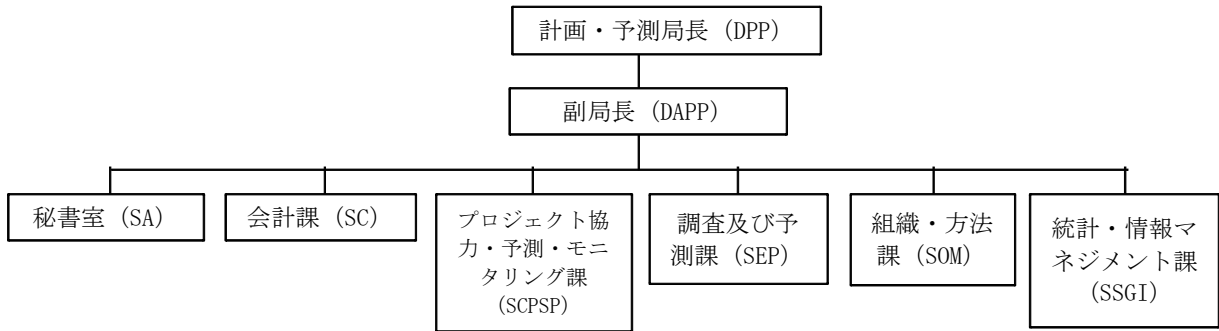 計画・予測局長 (DPP)
副局長 (DAPP)
秘書室 (SA)
会計課 (SC)
プロジェクト協
力・予測・モニ
タリング課
(SCPSP)
調査及び予
測課 (SEP)
組織・方法
課 (SOM)
統計・情報マ
ネジメント課
(SSGI)